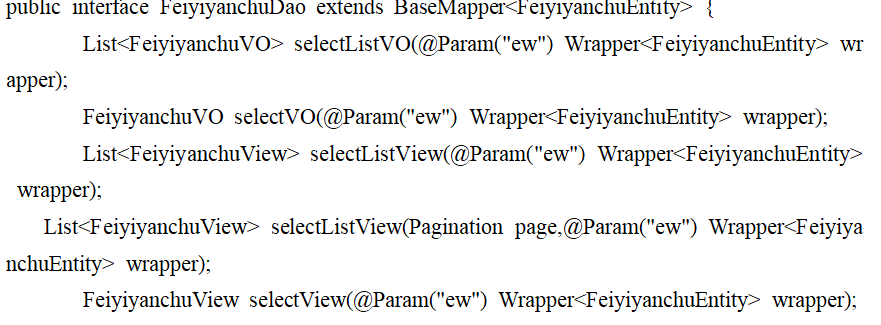 public interface FeiyiyanchuDao extends BaseMapper<FeiyiyanchuEntity> {
List<FeiyiyanchuVO> selectListVO(@Param("ew") Wrapper<FeiyiyanchuEntity> wr
apper);
FeiyiyanchuVO selectVO(@Param("ew") Wrapper<FeiyiyanchuEntity> wrapper);
List<FeiyiyanchuView> selectListView(@Param("ew") Wrapper<FeiyiyanchuEntity>
wrapper);
List<FeiyiyanchuView> selectListView(Pagination page,@Param("ew") Wrapper<Feiyiya
nchuEntity> wrapper);
FeiyiyanchuView selectView(@Param("ew") Wrapper<FeiyiyanchuEntity> wrapper);